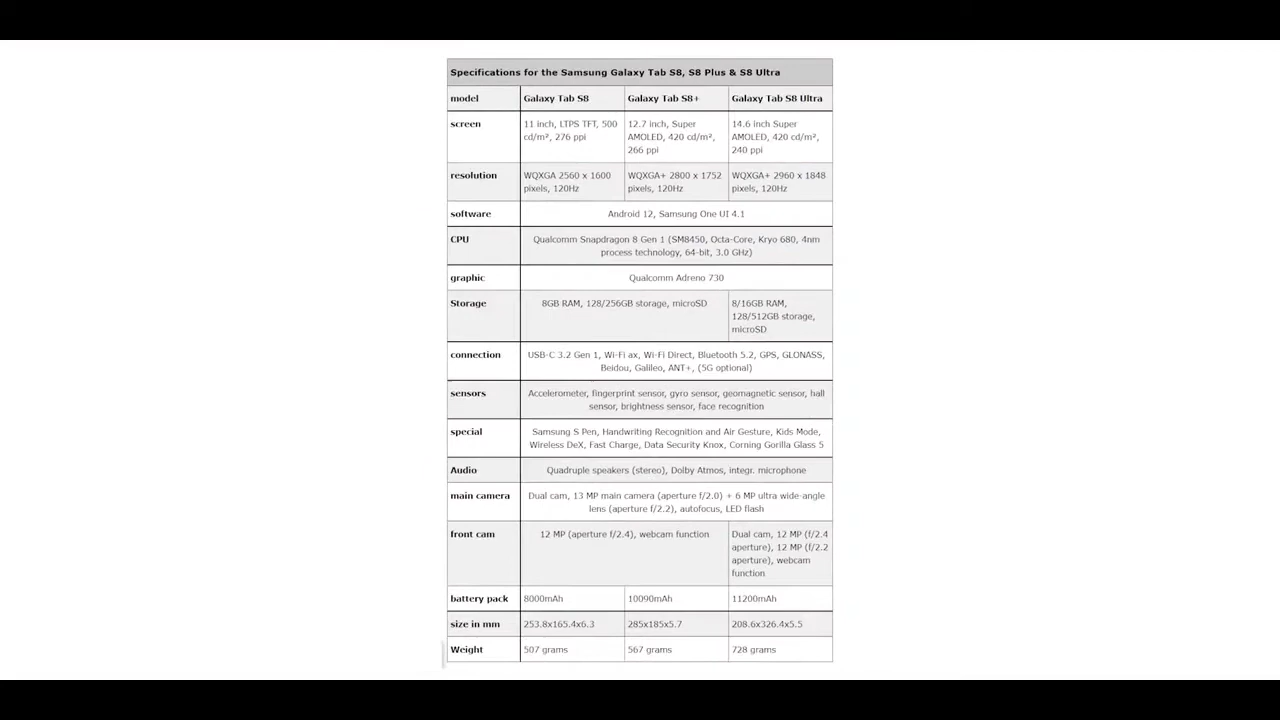 Specifications for the Samsung Galaxy Tab S8, S8 Plus & S8 Ultra
model Galaxy Tab S8 Galaxy Tab S8+ Galaxy Tab S8 Ultra
screen 11 inch, LTPS TFT, 500 12.7 inch, Super 14.6 inch Super
cd/m², 276 ppi AMOLED, 420 cd/m², AMOLED, 420 cd/m²,
266 ppi 240 ppi
resolution WQXGA 2560 x 1600 WQXGA+ 2800 x 1752 WQXGA+ 2960 x 1848
pixels, 120Hz pixels, 120Hz pixels, 120Hz
software Android 12, Samsung One UI 4.1
CPU Qualcomm Snapdragon 8 Gen 1 (SM8450, Octa-Core, Kryo 680, 4nm
process technology, 64-bit, 3.0 GHz)
graphic Qualcomm Adreno 730
Storage 8GB RAM, 128/256GB storage, microSD 8/16GB RAM,
128/512GB storage,
microSD
connection USB-C 3.2 Gen 1, Wi-Fi ax, Wi-Fi Direct, Bluetooth 5.2, GPS, GLONASS,
Beidou, Galileo, ANT+, (5G optional)
sensors Accelerometer, fingerprint sensor, gyro sensor, geomagnetic sensor, hall
sensor, brightness sensor, face recognition
special Samsung S Pen, Handwriting Recognition and Air Gesture, Kids Mode,
Wireless DeX, Fast Charge, Data Security Knox, Corning Gorilla Glass 5
Audio Quadruple speakers (stereo), Dolby Atmos, integr. microphone
main camera Dual cam, 13 MP main camera (aperture f/2.0) + 6 MP ultra wide-angle
lens (aperture f/2.2), autofocus, LED flash
front cam 12 MP (aperture f/2.4), webcam function Dual cam, 12 MP (f/2.4
aperture), 12 MP (f/2.2
aperture), webcam
function
battery pack 8000mAh 10090mAh 11200mAh
size in mm 253.8x165.4x6.3 285x185x5.7 208.6x326.4x5.5
Weight 507 grams 567 grams 728 grams